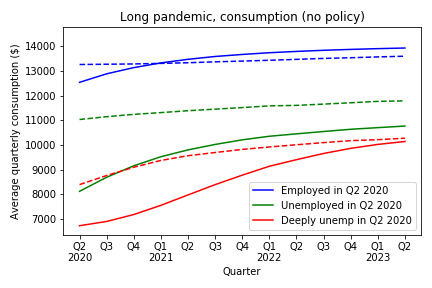 Long pandemic, consumption (no policy)
Average quarterly consumption ($)
14000
13000
12000
11000
10000
9000
8000
7000
Employed in Q2 2020
Unemployed in Q2 2020
Deeply unemp in Q2 2020
Q2 Q3 Q4 Q1 Q2 Q3 Q4 Q1 Q2 Q3 Q4 Q1 Q2
2020 2021 2022 2023
Quarter